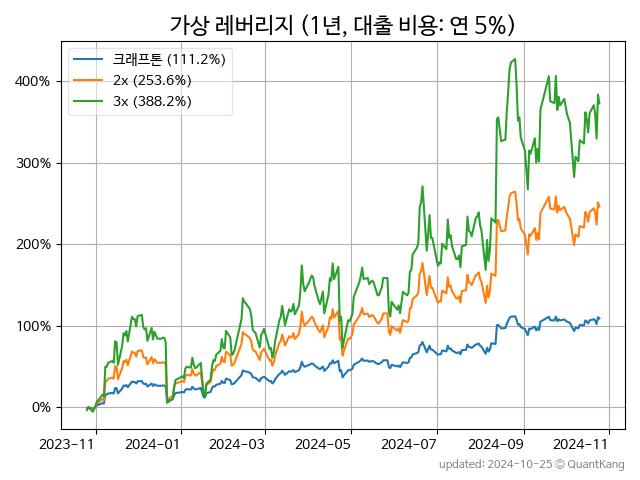 가상 레버리지 (1년, 대출 비용: 연 5%)
크래프톤 (111.2%)
2x (253.6%)
3x (388.2%)
400%
300%
200%
100%
0%
2023-11 2024-01 2024-03 2024-05 2024-07 2024-09 2024-11
updated: 2024-10-25 © QuantKang